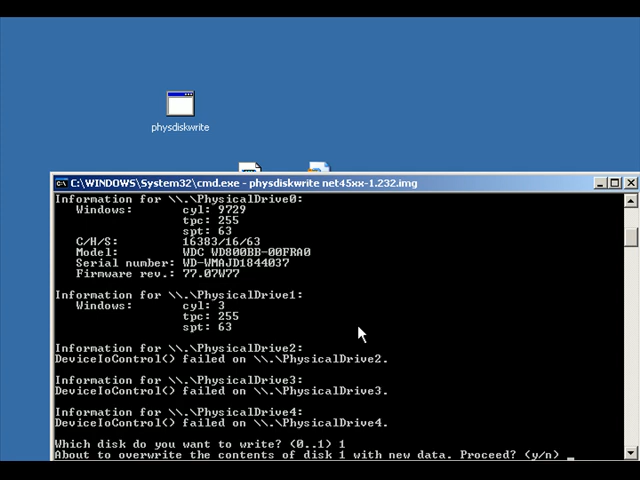 physdiskwrite
C:\WINDOWS\System32\cmd.exe - physdiskwrite net45xx-1.232.img
Information for \\.\PhysicalDrive0:
Windows: cyl: 9729
tpc: 255
spt: 63
C/H/S: 16383/16/63
Model: WDC WD800BB-00FRA0
Serial number: WD-WMAJD1844037
Firmware rev.: 77.07W77
Information for \\.\PhysicalDrive1:
Windows: cyl: 3
tpc: 255
spt: 63
Information for \\.\PhysicalDrive2:
DeviceIoControl() failed on \\.\PhysicalDrive2.
Information for \\.\PhysicalDrive3:
DeviceIoControl() failed on \\.\PhysicalDrive3.
Information for \\.\PhysicalDrive4:
DeviceIoControl() failed on \\.\PhysicalDrive4.
Which disk do you want to write? (0..1) 1
About to overwrite the contents of disk 1 with new data. Proceed? (y/n) _